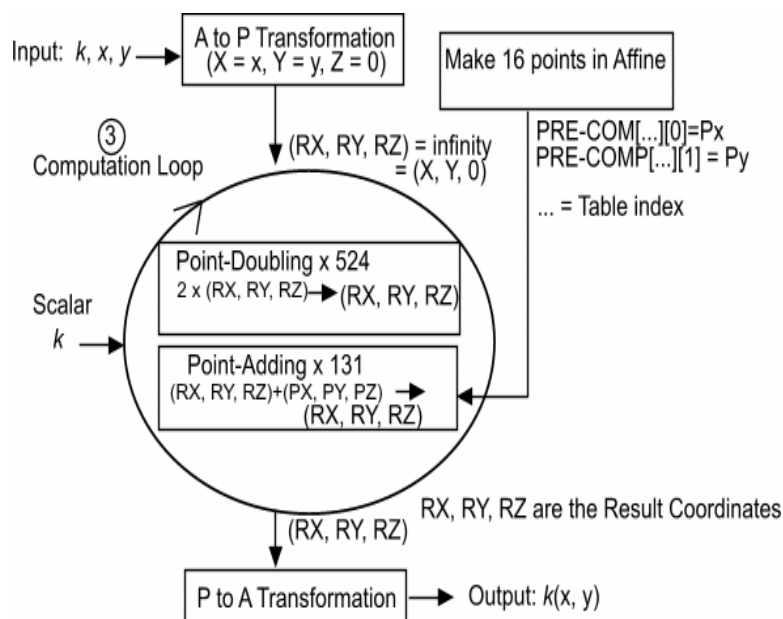 Input: k, x, y
A to P Transformation
(X = x, Y = y, Z = 0)
Make 16 points in Affine
PRE-COM[...][0]=Px
PRE-COMP[...][1] = Py
... = Table index
3
Computation Loop
(RX, RY, RZ) = infinity
= (X, Y, 0)
Point-Doubling x 524
2 x (RX, RY, RZ) (RX, RY, RZ)
Scalar
k
Point-Adding x 131
(RX, RY, RZ)+(PX, PY, PZ)
(RX, RY, RZ)
RX, RY, RZ are the Result Coordinates
(RX, RY, RZ)
P to A Transformation
Output: k(x, y)